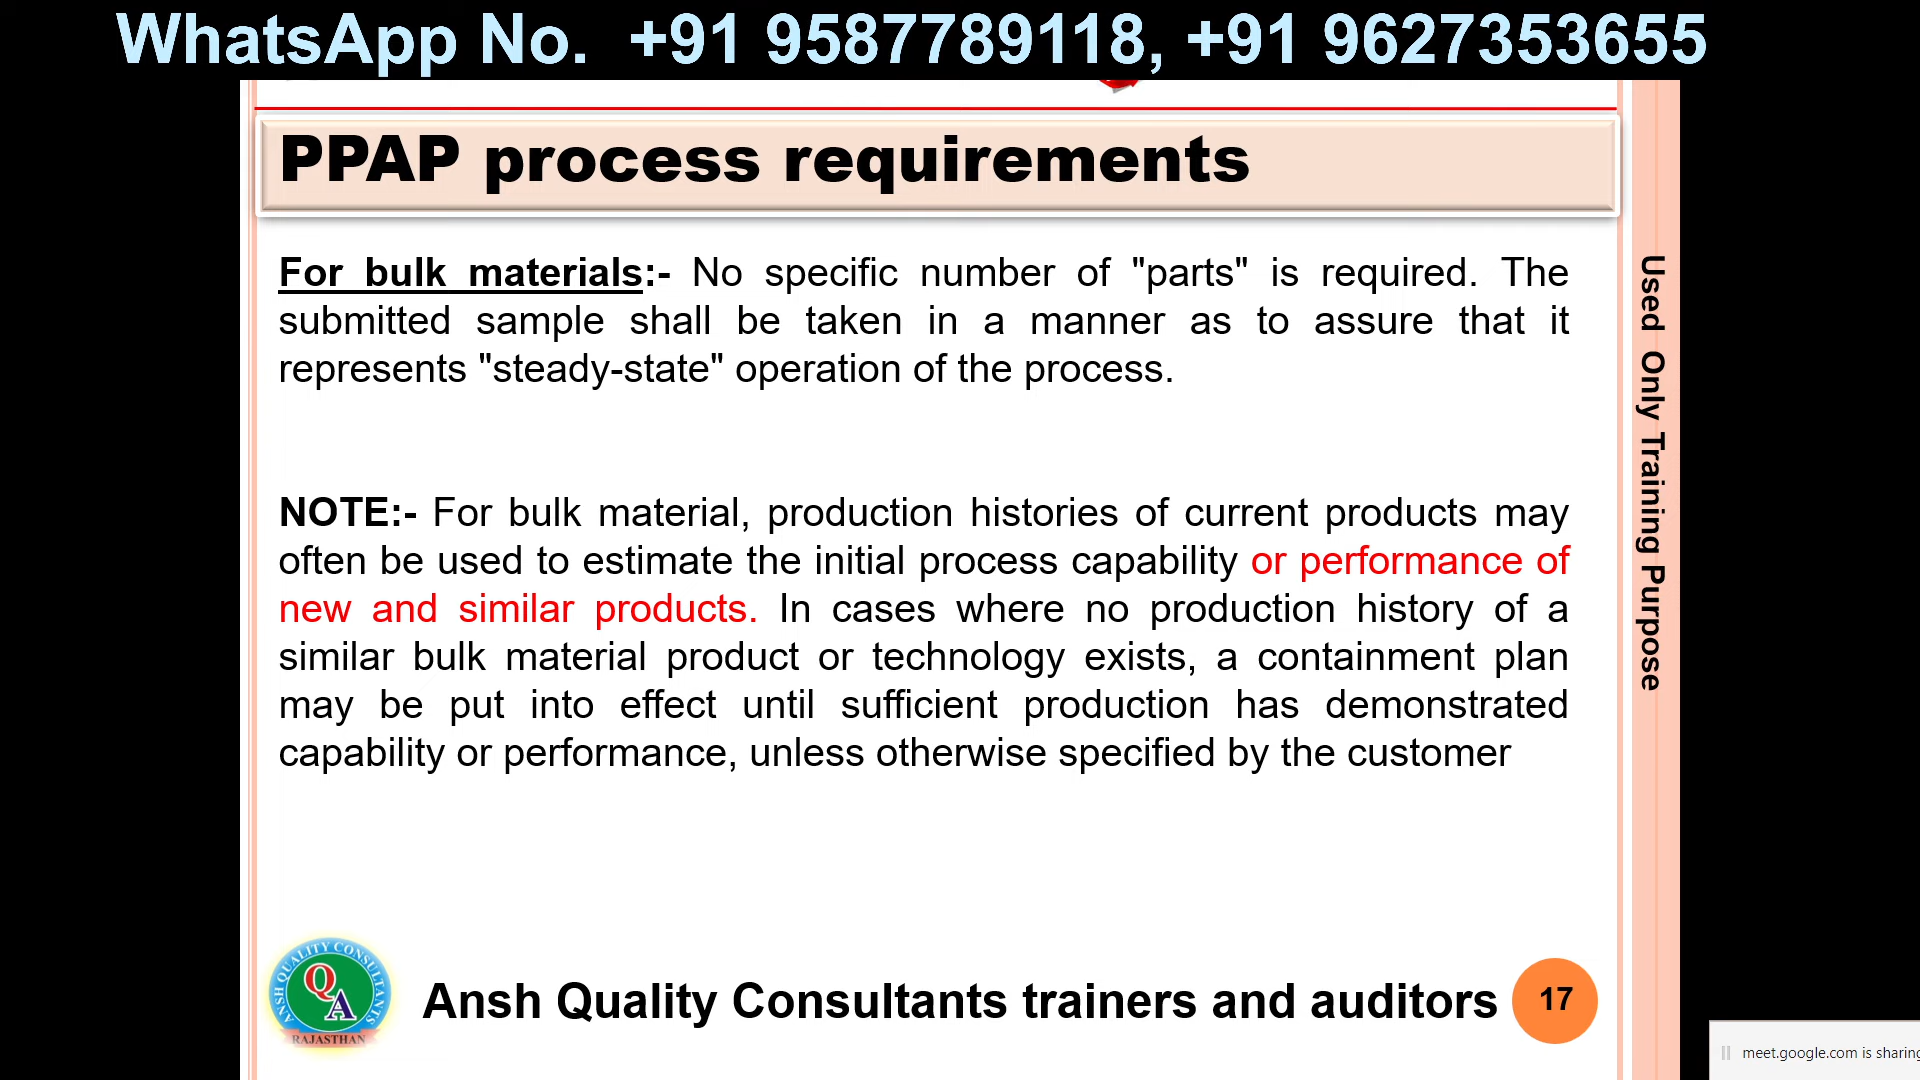 WhatsApp No. +91 9587789118, +91 9627353655
PPAP process requirements
For bulk materials:- No specific number of "parts" is required. The
submitted sample shall be taken in a manner as to assure that it
represents "steady-state" operation of the process.
NOTE:- For bulk material, production histories of current products may
often be used to estimate the initial process capability or performance of
new and similar products. In cases where no production history of a
similar bulk material product or technology exists, a containment plan
may be put into effect until sufficient production has demonstrated
capability or performance, unless otherwise specified by the customer
Used Only Training Purpose
ANSH QUALITY CONSULTANTS
QA
RAJASTHAN
Ansh Quality Consultants trainers and auditors
17
meet.google.com is sharing